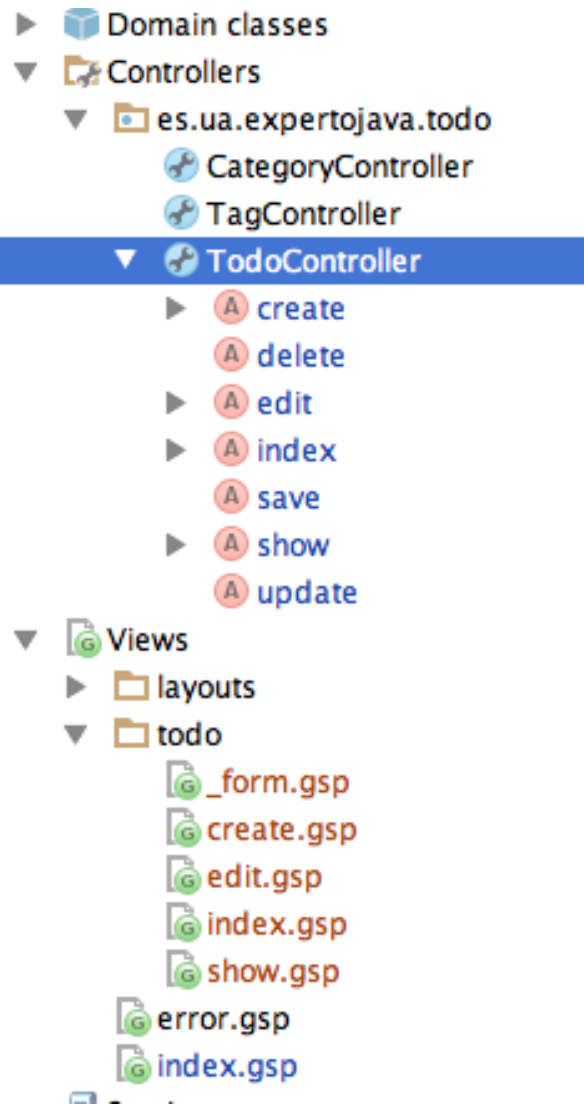 Domain classes
Controllers
es.ua.expertojava.todo
CategoryController
TagController
TodoController
A create
A delete
A edit
A index
A save
A show
A update
G Views
layouts
todo
G _form.gsp
G create.gsp
G edit.gsp
G index.gsp
G show.gsp
G error.gsp
G index.gsp